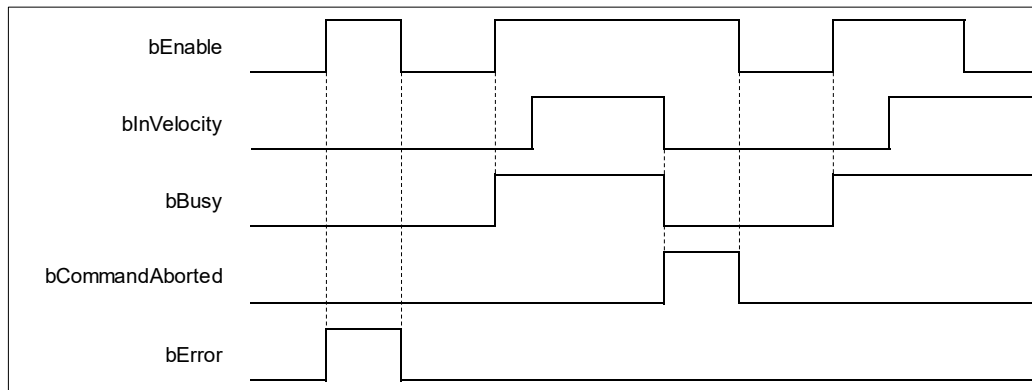 bEnable
bInVelocity
bBusy
bCommandAborted
bError